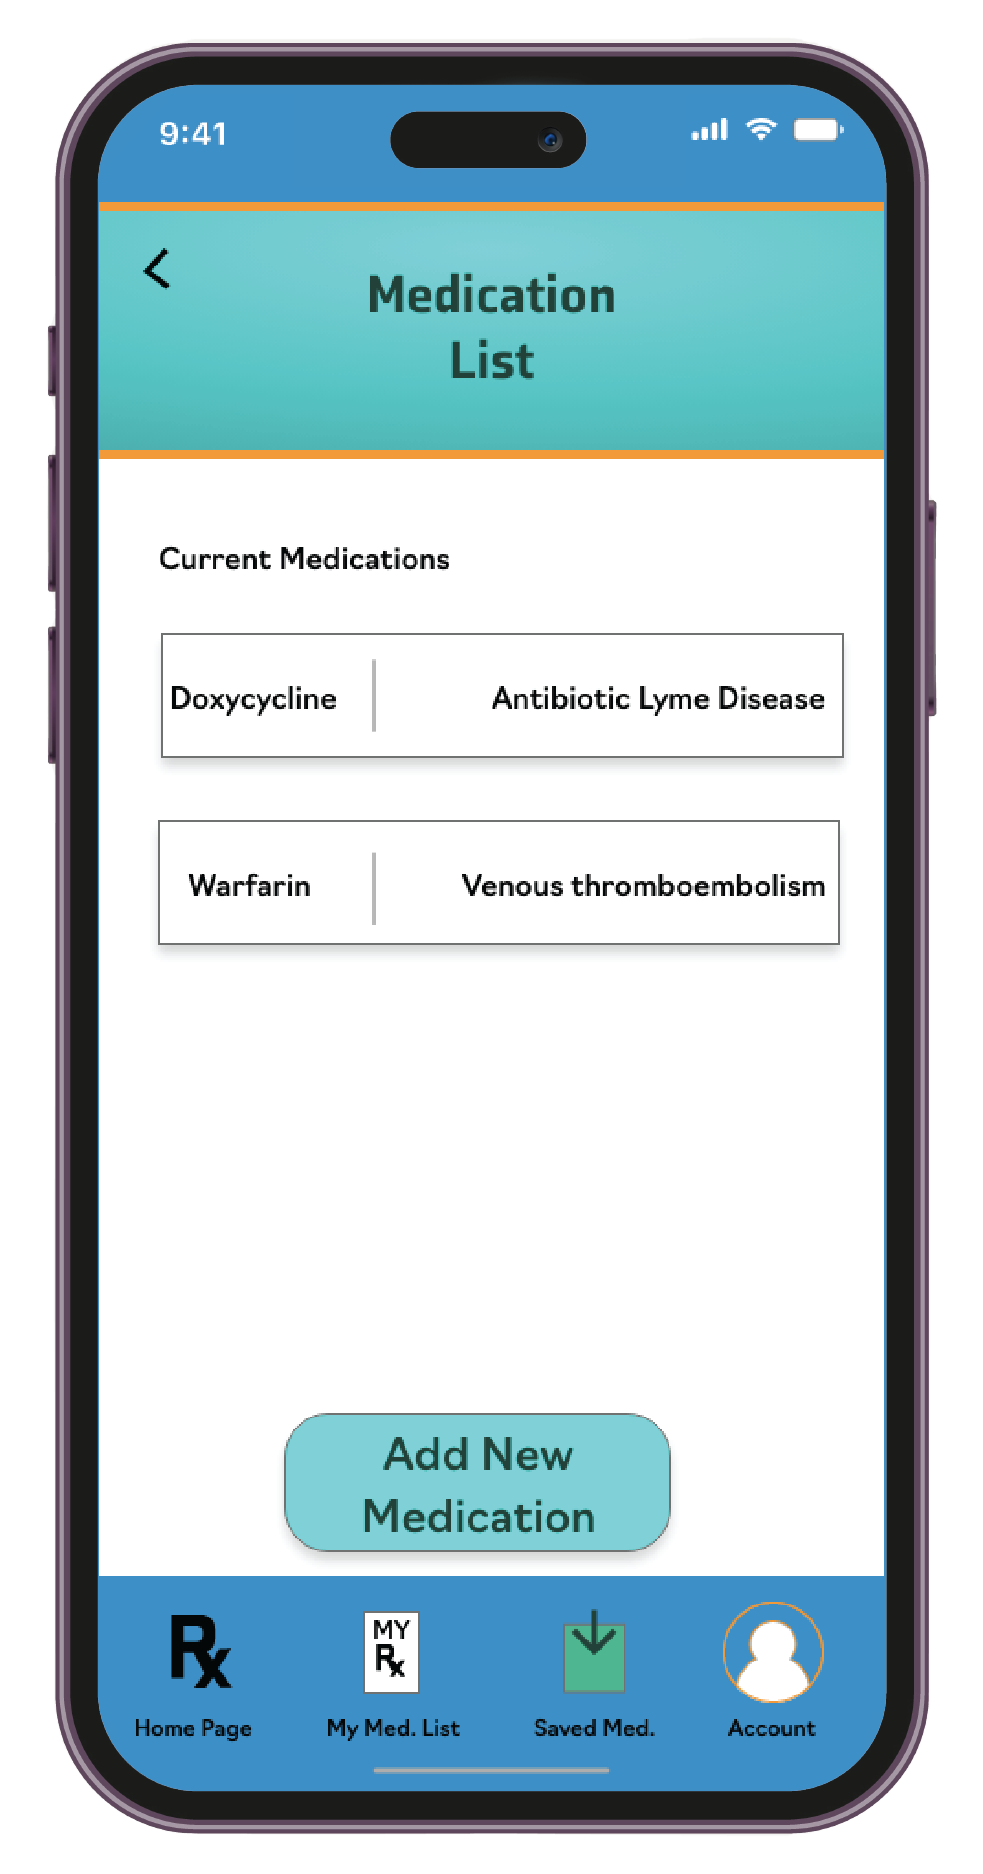 9:41
Medication
List
Current Medications
Doxycycline
Antibiotic Lyme Disease
Warfarin
Venous thromboembolism
Add New
Medication
Rx
MY
Rx
Home Page
My Med. List
Saved Med.
Account